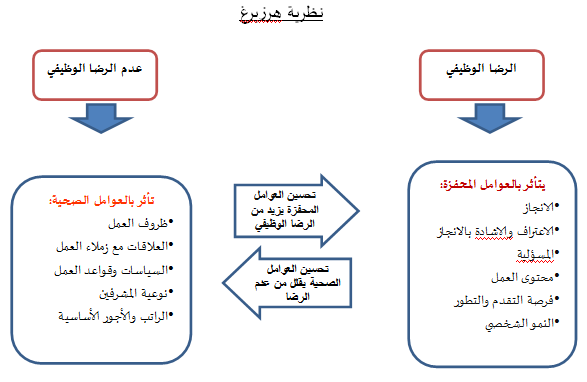 نظرية هرزبرغ
الرضا الوظيفي
عدم الرضا الوظيفي
يتأثر بالعوامل المحفزة:
•الانجاز
•الاعتراف والاشادة بالانجاز
•المسؤلية
•محتوى العمل
•فرصة التقدم والتطور
•النمو الشخصي
تحسين العوامل
المحفزة يزيد من
الرضا الوظيفي
تحسين العوامل
الصحية يقلل من عدم
الرضا
تأثر بالعوامل الصحية:
•ظروف العمل
•العلاقات مع زملاء العمل
•السياسات وقواعد العمل
•نوعية المشرفين
•الراتب والأجور الأساسية